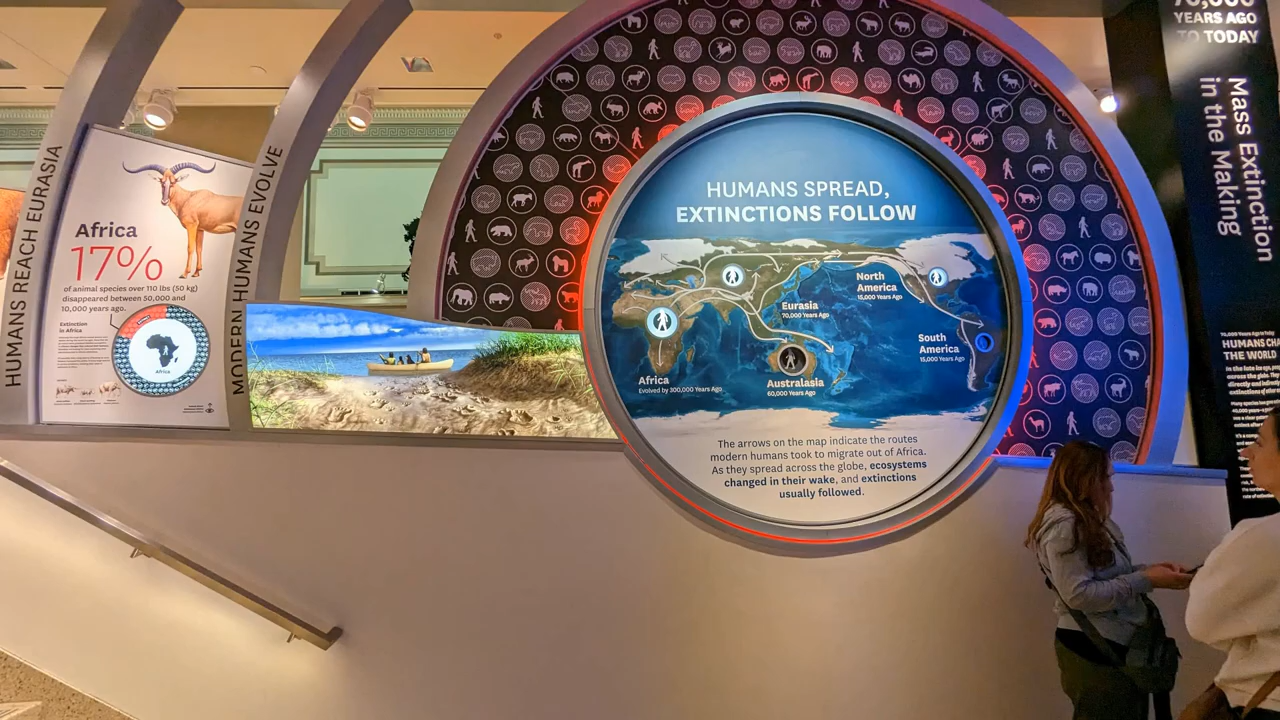 HUMANS REACH EURASIA
Africa
17%
of animal species over 110 lbs (50 kg)
disappeared between 50,000 and
10,000 years ago.
Extinction
in Africa
Africa
MODERN HUMANS EVOLVE
HUMANS SPREAD,
EXTINCTIONS FOLLOW
North
America
15,000 Years Ago
Eurasia
70,000 Years Ago
South
America
15,000 Years Ago
Africa
Evolved by 300,000 Years Ago
Australasia
60,000 Years Ago
The arrows on the map indicate the routes
modern humans took to migrate out of Africa.
As they spread across the globe, ecosystems
changed in their wake, and extinctions
usually followed.
YEARS AGO
TO TODAY
Mass Extinction
in the Making
70,000 Years Ago to
HUMANS
THE WORLD